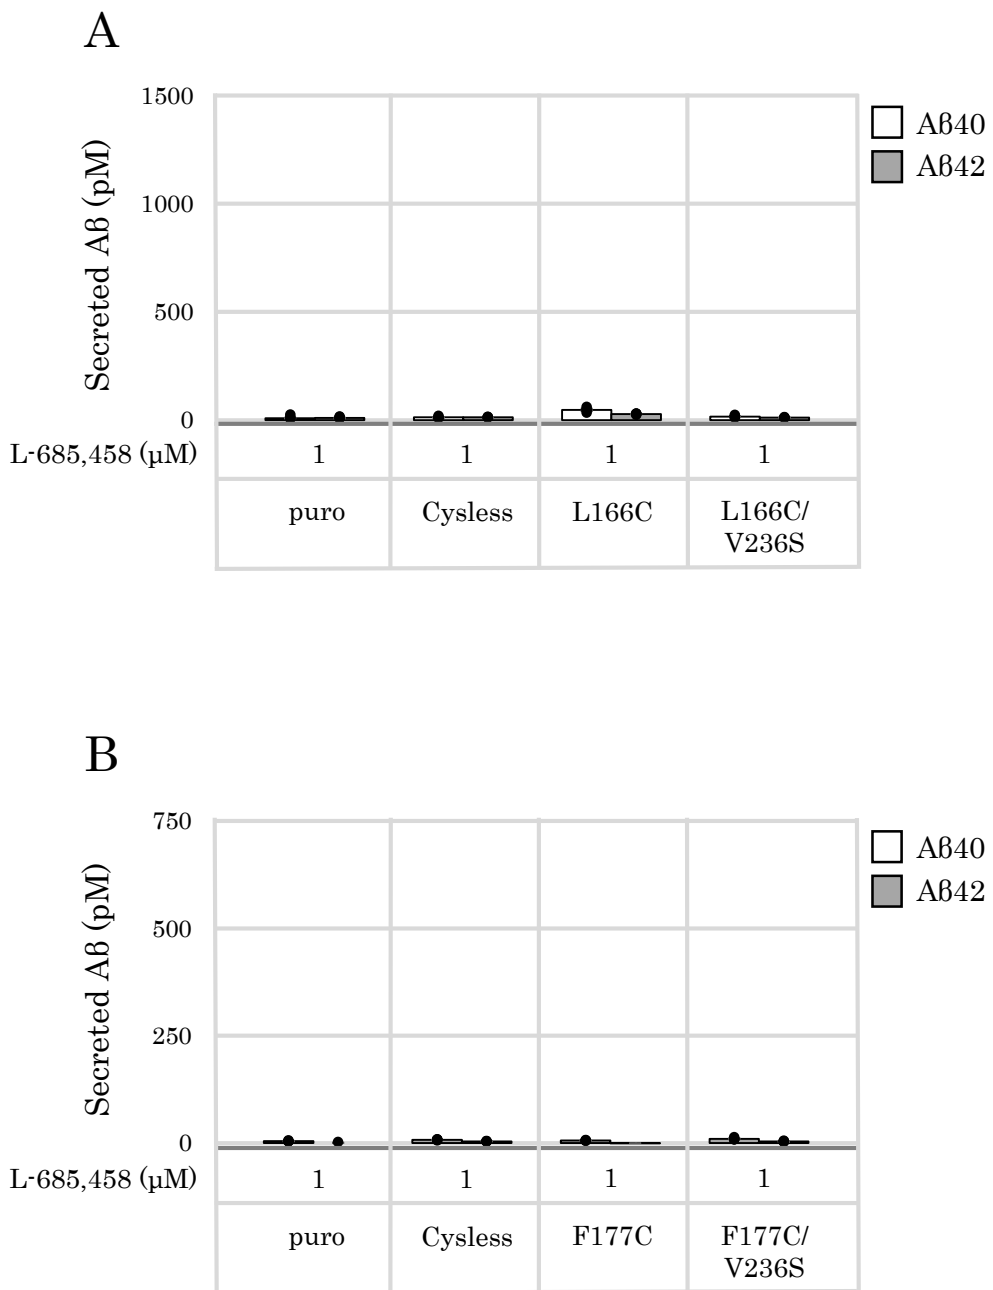 A
1500
Aβ40
Aβ42
1000
500
0
Secreted Aβ (pM)
L-685,458 (μM) 1 1 1 1
puro Cysless L166C L166C/
V236S
B
750
Aβ40
Aβ42
500
250
0
Secreted Aβ (pM)
L-685,458 (μM) 1 1 1 1
puro Cysless F177C F177C/
V236S